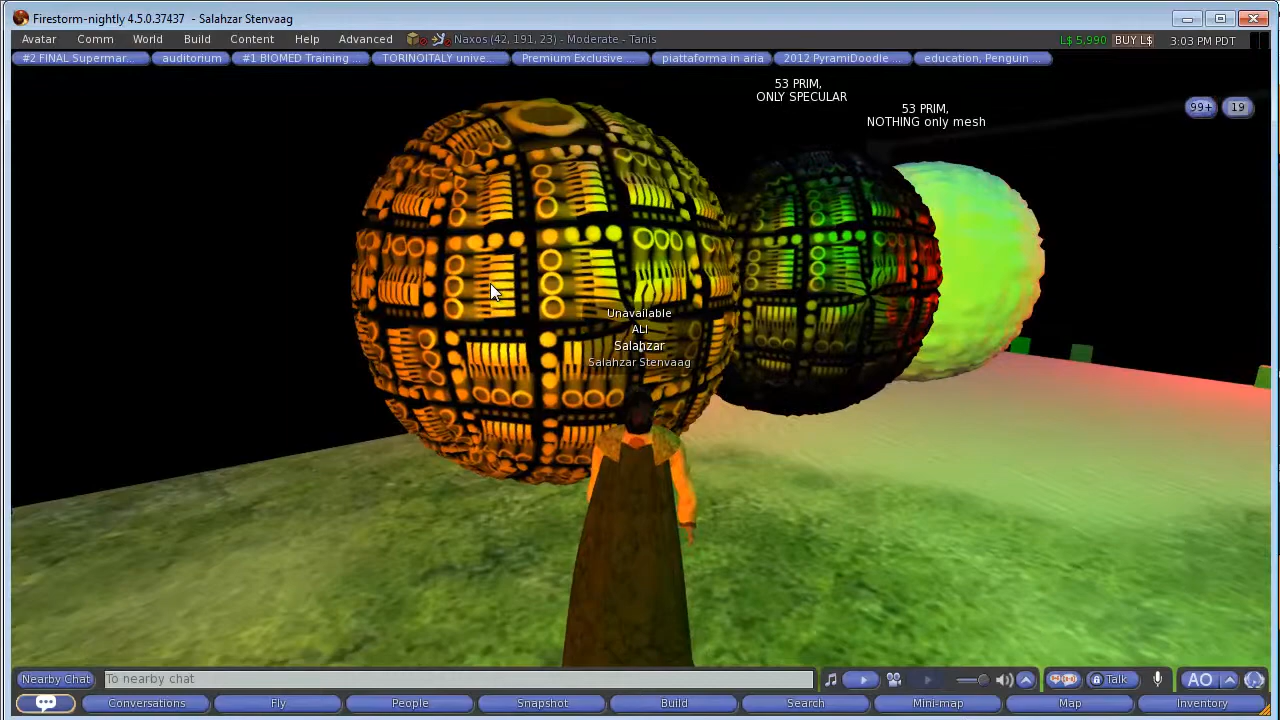 Firestorm-nightly 4.5.0.37437 - Salahzar Stenvaag
Avatar Comm World Build Content Help Advanced Naxos (42, 191, 23) - Moderate - Tanis L$ 5,990 BUY L$ 3:03 PM PDT
#2 FINAL Supermar... auditorium #1 BIOMED Training ... TORINOITALY unive... Premium Exclusive ... piattaforma in aria 2012 PyramiDoodle ... education, Penguin ...
53 PRIM,
ONLY SPECULAR
53 PRIM,
NOTHING only mesh
99+ 19
Unavailable
ALI
Salahzar
Salahzar Stenvaag
Nearby Chat To nearby chat Talk AO
Conversations Fly People Snapshot Build Search Mini-map Map Inventory